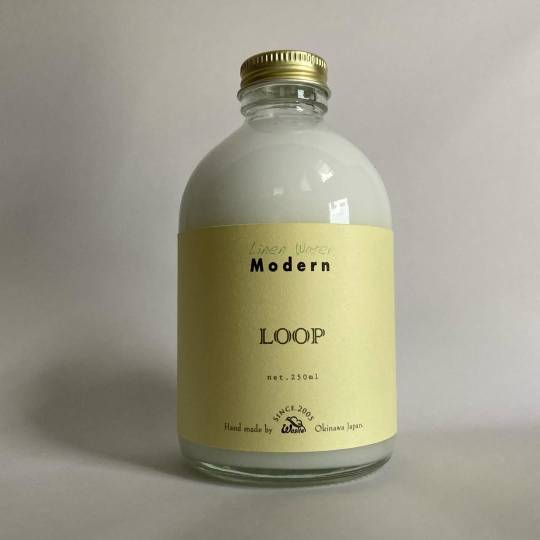 Linen Water
Modern
LOOP
net.250ml
SINCE.2005
Hand made by
Okinawa Japan.